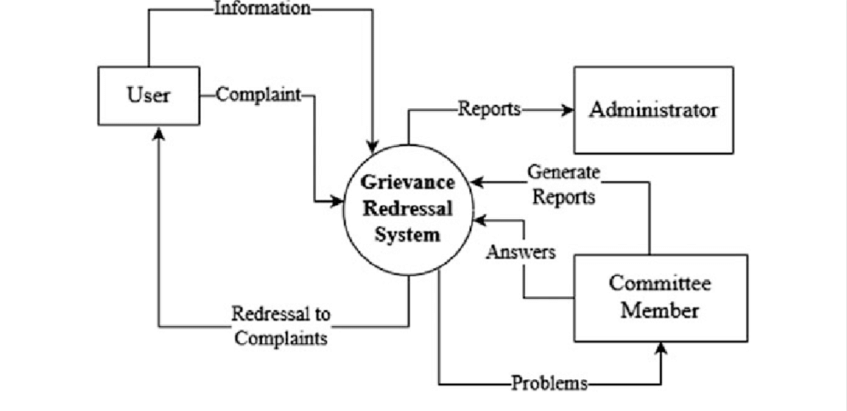 Information
User
Complaint
Reports
Administrator
Grievance
Redressal
System
Generate
Reports
Answers
Committee
Member
Redressal to
Complaints
Problems